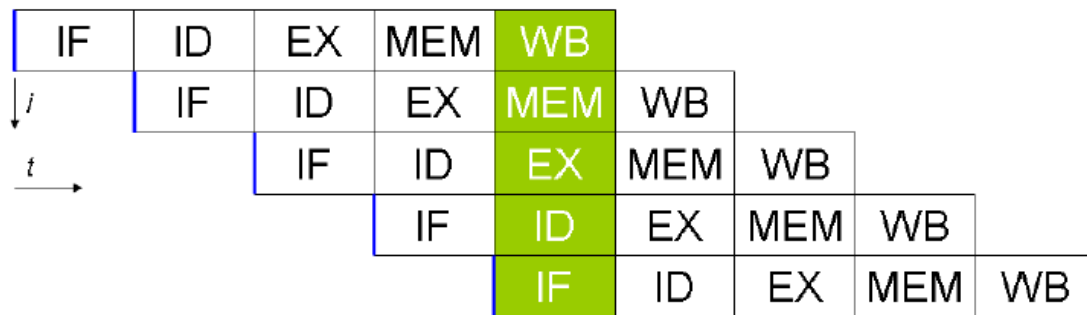 IF ID EX MEM WB
i IF ID EX MEM WB
t IF ID EX MEM WB
IF ID EX MEM WB
IF ID EX MEM WB